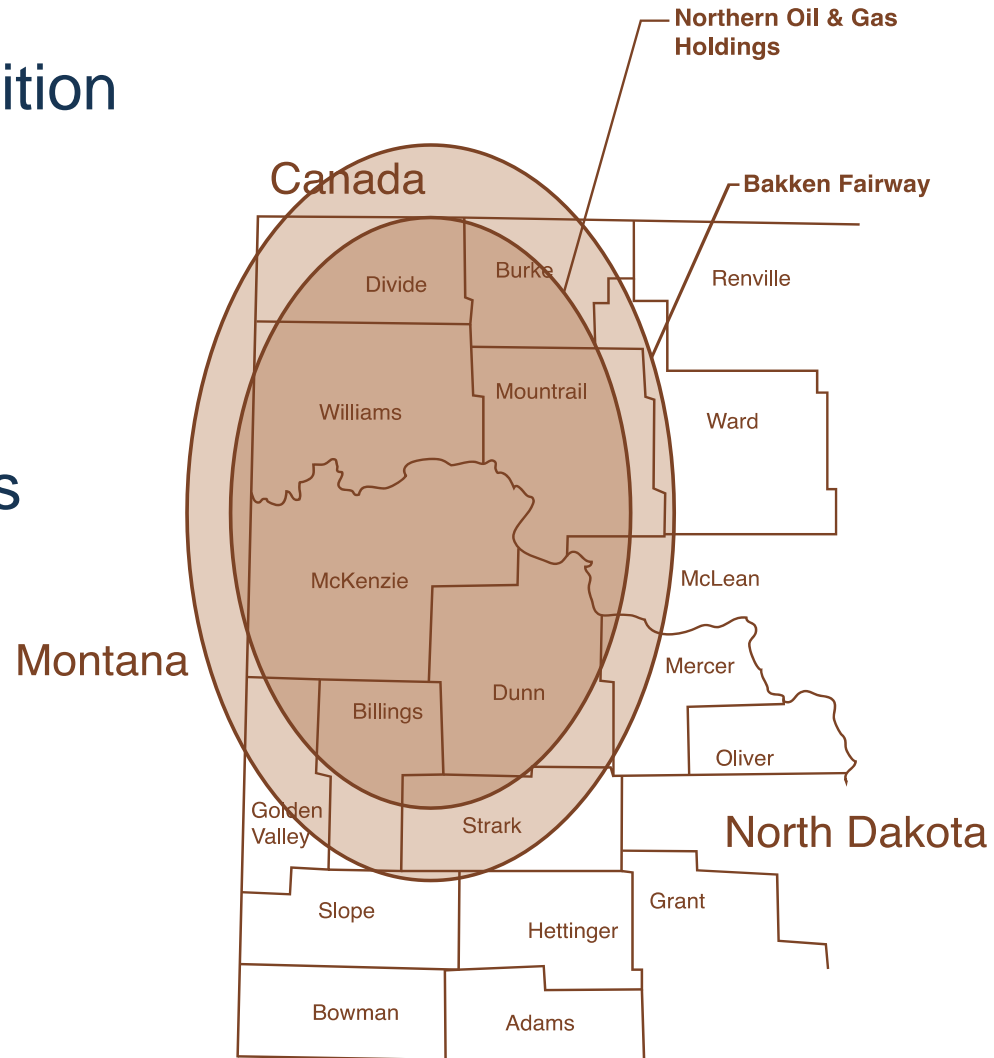 Northern Oil & Gas
Holdings
ition
Canada
Bakken Fairway
Divide
Burke
Renville
Williams
Mountrail
Ward
s
McKenzie
McLean
Montana
Mercer
Dunn
Billings
Oliver
Golden
Valley
Strark
North Dakota
Slope
Grant
Hettinger
Bowman
Adams